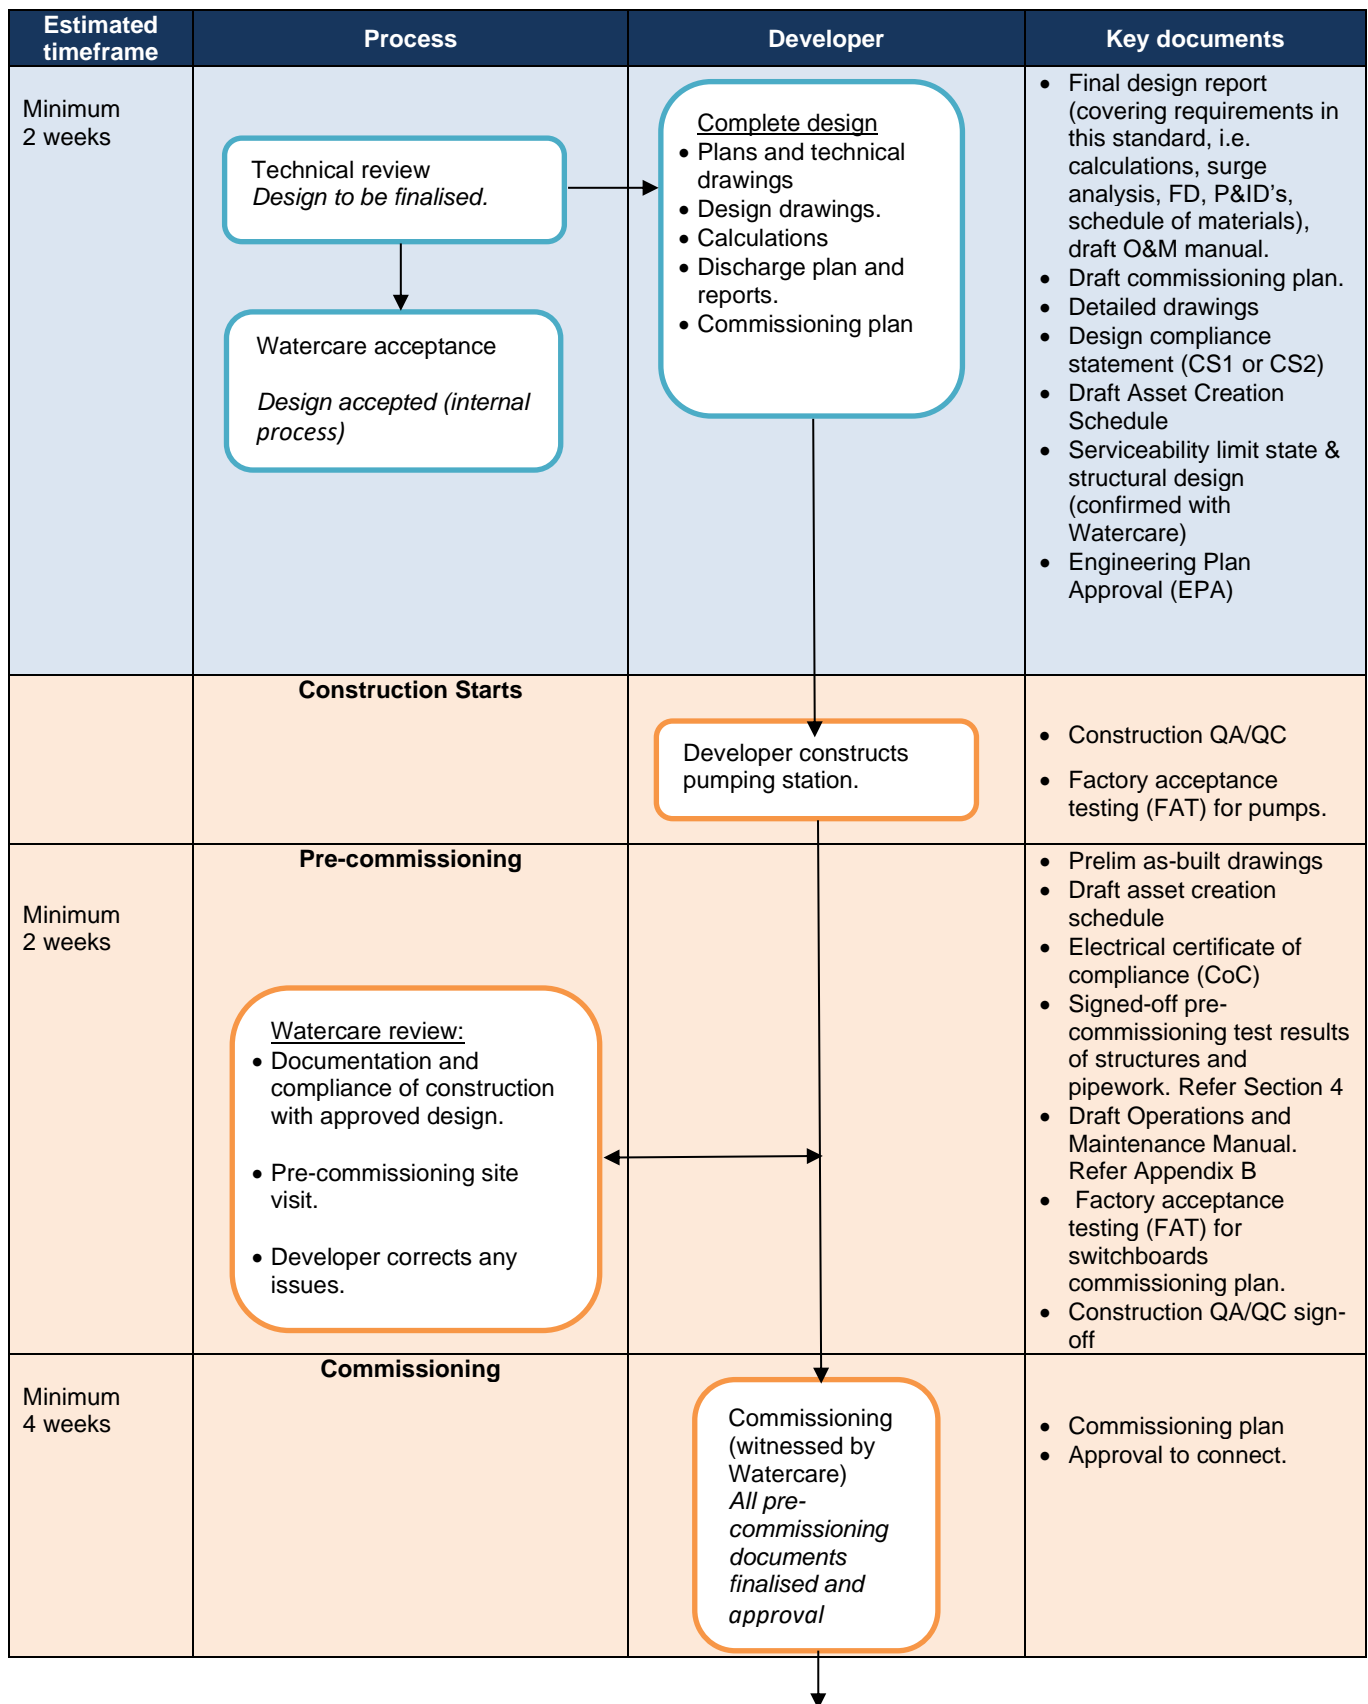 Estimated
timeframe
Process
Developer
Key documents
Minimum
2 weeks
Technical review
Design to be finalised.
Watercare acceptance
Design accepted (internal
process)
Complete design
• Plans and technical
drawings
• Design drawings.
• Calculations
• Discharge plan and
reports.
• Commissioning plan
• Final design report
(covering requirements in
this standard, i.e.
calculations, surge
analysis, FD, P&ID’s,
schedule of materials),
draft O&M manual.
• Draft commissioning plan.
• Detailed drawings
• Design compliance
statement (CS1 or CS2)
• Draft Asset Creation
Schedule
• Serviceability limit state &
structural design
(confirmed with
Watercare)
• Engineering Plan
Approval (EPA)
Construction Starts
Developer constructs
pumping station.
• Construction QA/QC
• Factory acceptance
testing (FAT) for pumps.
Minimum
2 weeks
Pre-commissioning
Watercare review:
• Documentation and
compliance of construction
with approved design.
• Pre-commissioning site
visit.
• Developer corrects any
issues.
• Prelim as-built drawings
• Draft asset creation
schedule
• Electrical certificate of
compliance (CoC)
• Signed-off pre-
commissioning test results
of structures and
pipework. Refer Section 4
• Draft Operations and
Maintenance Manual.
Refer Appendix B
• Factory acceptance
testing (FAT) for
switchboards
commissioning plan.
• Construction QA/QC sign-
off
Minimum
4 weeks
Commissioning
Commissioning
(witnessed by
Watercare)
All pre-
commissioning
documents
finalised and
approval
• Commissioning plan
• Approval to connect.